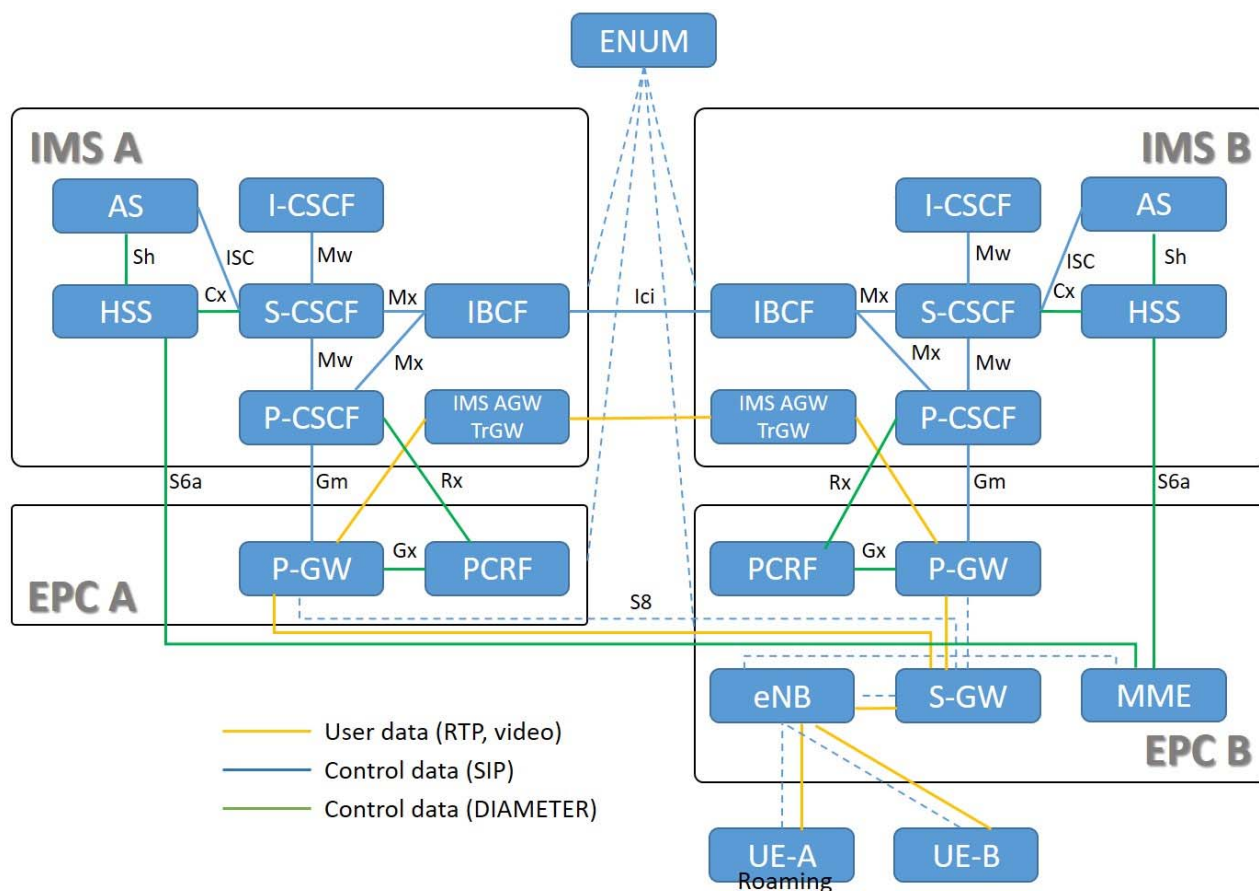 ENUM
IMS A
AS
I-CSCF
Sh
ISC
Mw
Cx
HSS
S-CSCF
Mx
IBCF
Mw
Mx
P-CSCF
IMS AGW
TrGW
S6a
Gm
Rx
P-GW
Gx
PCRF
EPC A
Ici
IMS B
I-CSCF
AS
Mw
ISC
Sh
IBCF
Mx
S-CSCF
Cx
HSS
Mx
Mw
IMS AGW
TrGW
P-CSCF
Rx
Gm
S6a
PCRF
Gx
P-GW
S8
eNB
S-GW
MME
EPC B
User data (RTP, video)
Control data (SIP)
Control data (DIAMETER)
UE-A
Roaming
UE-B